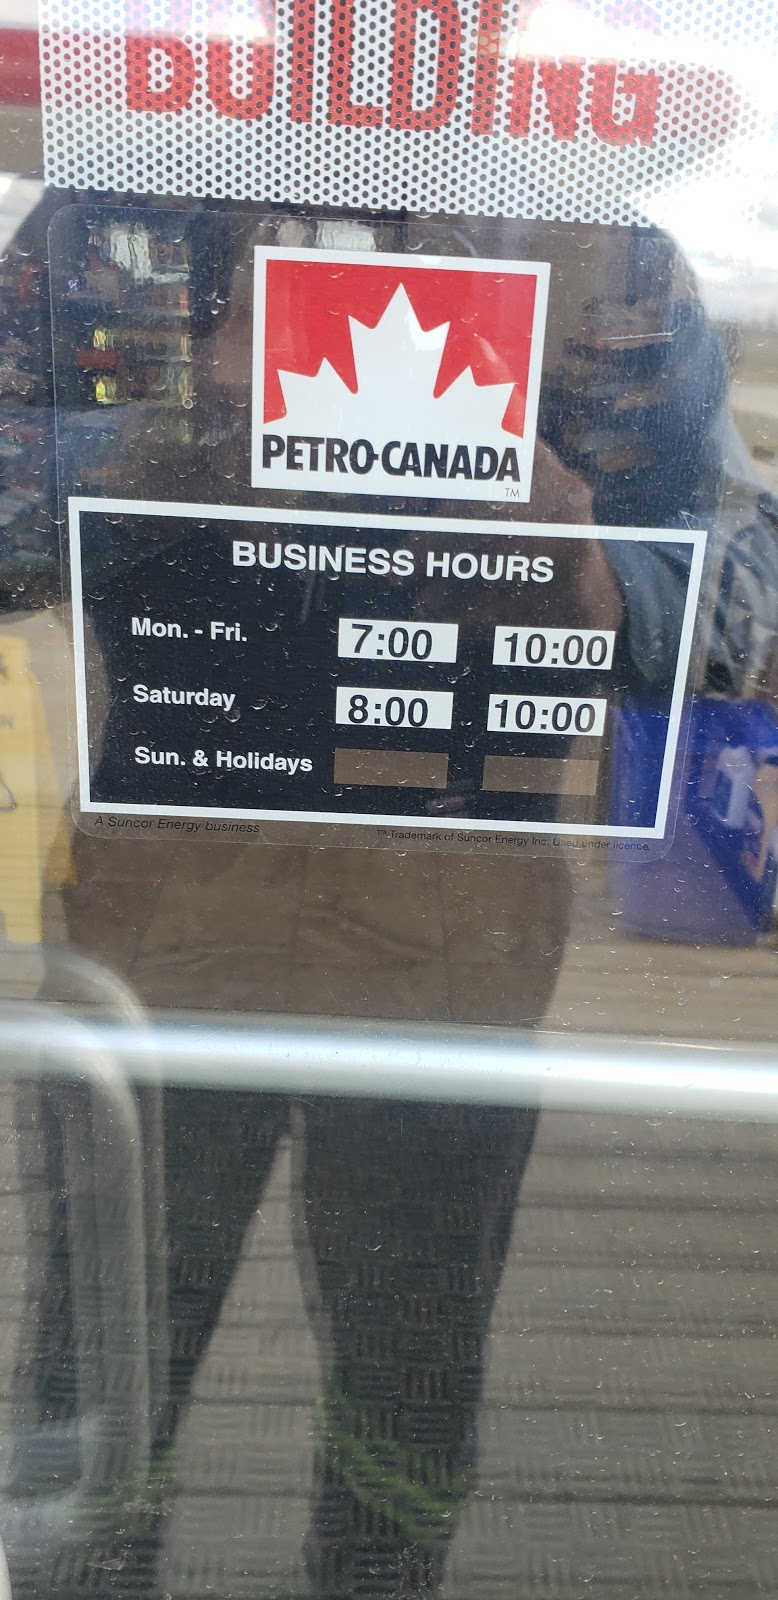 BUILDING
PETRO-CANADA
TM
BUSINESS HOURS
Mon. - Fri. 7:00 10:00
Saturday 8:00 10:00
Sun. & Holidays
A Suncor Energy business
™ Trademark of Suncor Energy Inc. Used under licence.